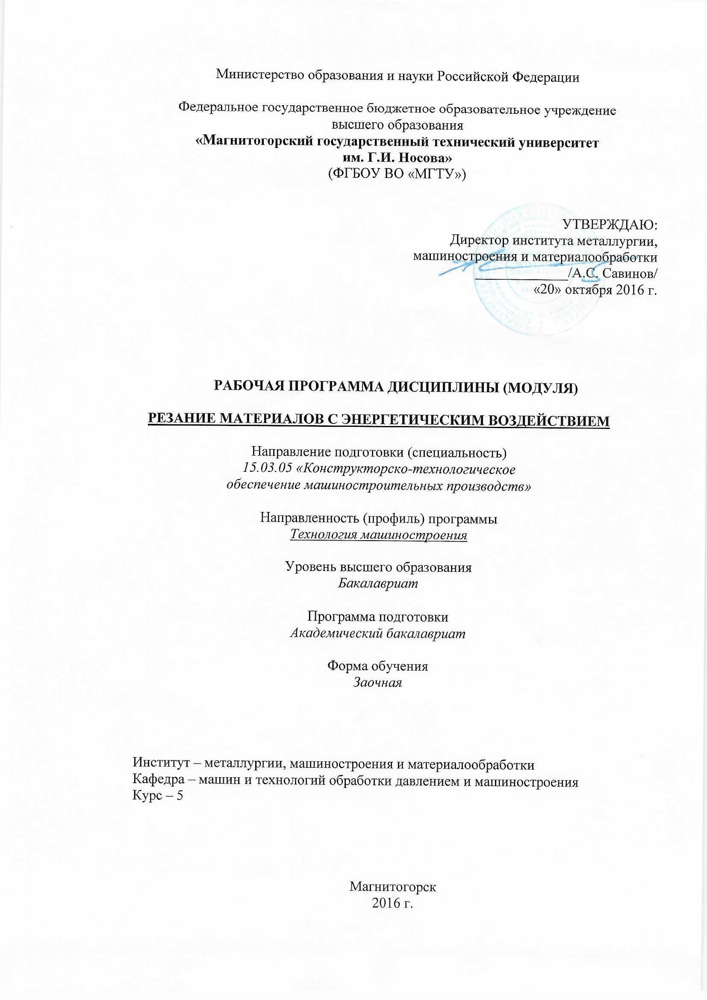 Министерство образования и науки Российской Федерации
Федеральное государственное бюджетное образовательное учреждение
высшего образования
«Магнитогорский государственный технический университет
им. Г.И. Носова»
(ФГБОУ ВО «МГТУ»)
УТВЕРЖДАЮ:
Директор института металлургии,
машиностроения и материалообработки
_____________/А.С. Савинов/
«20» октября 2016 г.
РАБОЧАЯ ПРОГРАММА ДИСЦИПЛИНЫ (МОДУЛЯ)
РЕЗАНИЕ МАТЕРИАЛОВ С ЭНЕРГЕТИЧЕСКИМ ВОЗДЕЙСТВИЕМ
Направление подготовки (специальность)
15.03.05 «Конструкторско-технологическое
обеспечение машиностроительных производств»
Направленность (профиль) программы
Технология машиностроения
Уровень высшего образования
Бакалавриат
Программа подготовки
Академический бакалавриат
Форма обучения
Заочная
Институт – металлургии, машиностроения и материалообработки
Кафедра – машин и технологий обработки давлением и машиностроения
Курс – 5
Магнитогорск
2016 г.